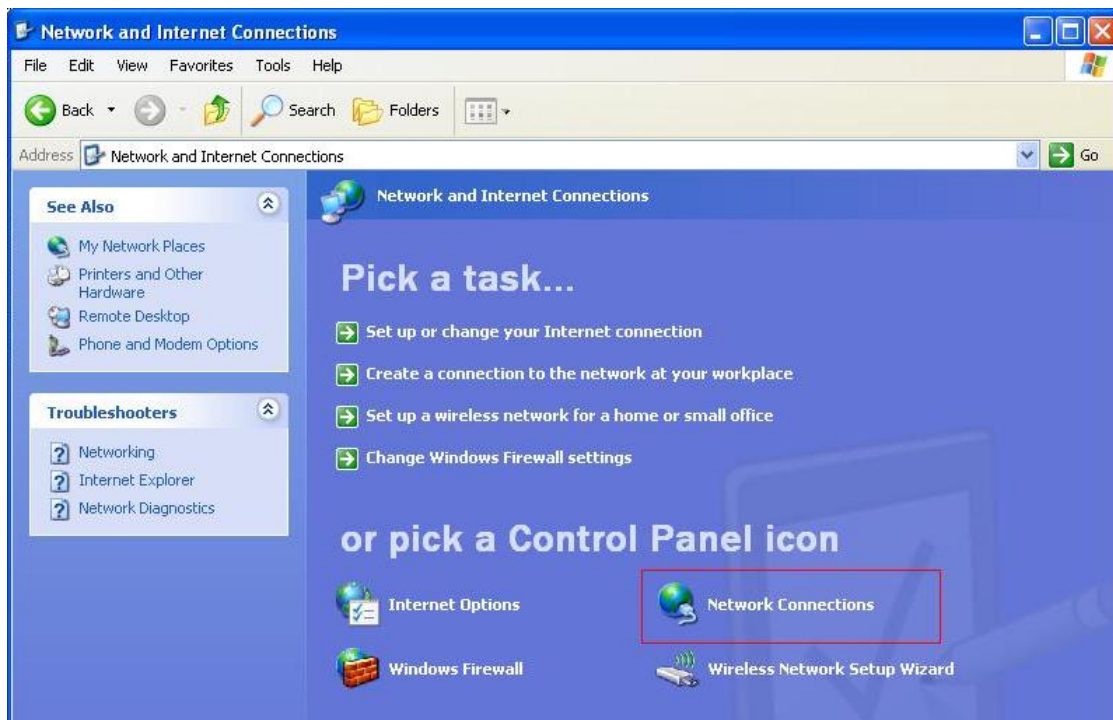 Network and Internet Connections
File Edit View Favorites Tools Help
Back Search Folders
Address Network and Internet Connections Go
See Also
My Network Places
Printers and Other
Hardware
Remote Desktop
Phone and Modem Options
Troubleshooters
Networking
Internet Explorer
Network Diagnostics
Network and Internet Connections
Pick a task...
Set up or change your Internet connection
Create a connection to the network at your workplace
Set up a wireless network for a home or small office
Change Windows Firewall settings
or pick a Control Panel icon
Internet Options Network Connections
Windows Firewall Wireless Network Setup Wizard